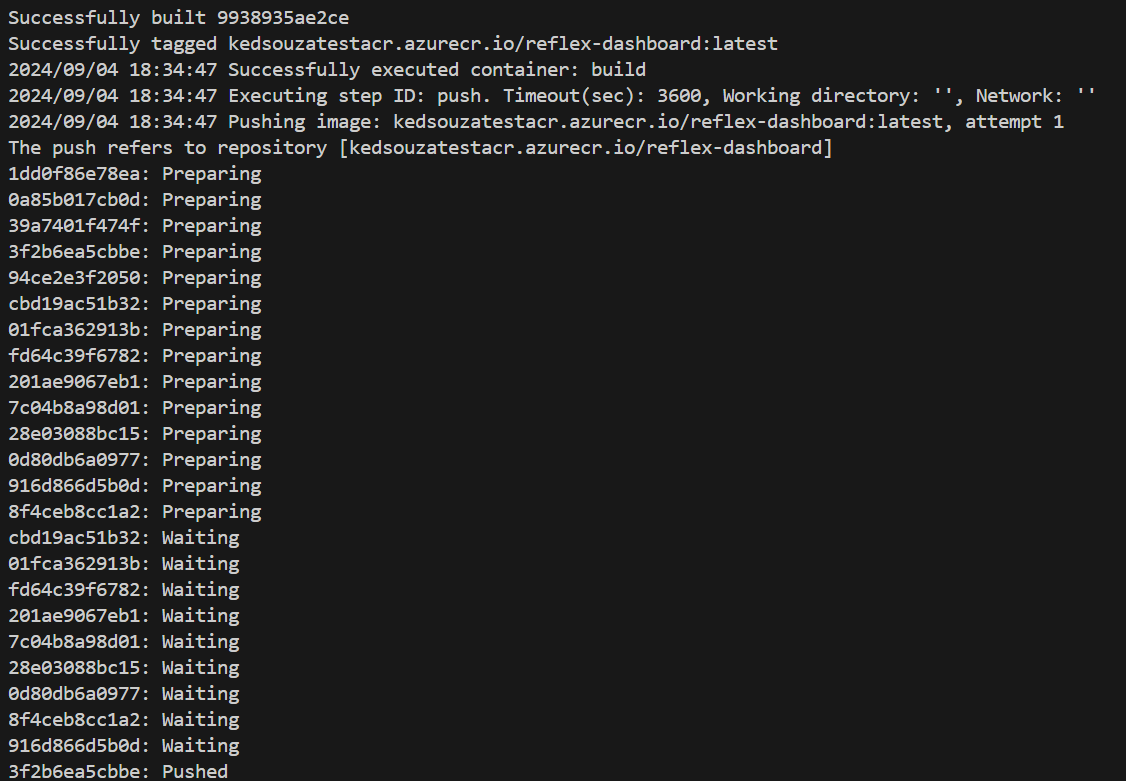 Successfully built 9938935ae2ce
Successfully tagged kedsouzatestacr.azurecr.io/reflex-dashboard:latest
2024/09/04 18:34:47 Successfully executed container: build
2024/09/04 18:34:47 Executing step ID: push. Timeout(sec): 3600, Working directory: '', Network: ''
2024/09/04 18:34:47 Pushing image: kedsouzatestacr.azurecr.io/reflex-dashboard:latest, attempt 1
The push refers to repository [kedsouzatestacr.azurecr.io/reflex-dashboard]
1dd0f86e78ea: Preparing
0a85b017cb0d: Preparing
39a7401f474f: Preparing
3f2b6ea5cbbe: Preparing
94ce2e3f2050: Preparing
cbd19ac51b32: Preparing
01fca362913b: Preparing
fd64c39f6782: Preparing
201ae9067eb1: Preparing
7c04b8a98d01: Preparing
28e03088bc15: Preparing
0d80db6a0977: Preparing
916d866d5b0d: Preparing
8f4ceb8cc1a2: Preparing
cbd19ac51b32: Waiting
01fca362913b: Waiting
fd64c39f6782: Waiting
201ae9067eb1: Waiting
7c04b8a98d01: Waiting
28e03088bc15: Waiting
0d80db6a0977: Waiting
8f4ceb8cc1a2: Waiting
916d866d5b0d: Waiting
3f2b6ea5cbbe: Pushed